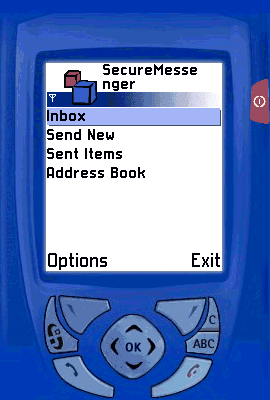 SecureMesse
nger
Inbox
Send New
Sent Items
Address Book
Options Exit
C
OK
ABC